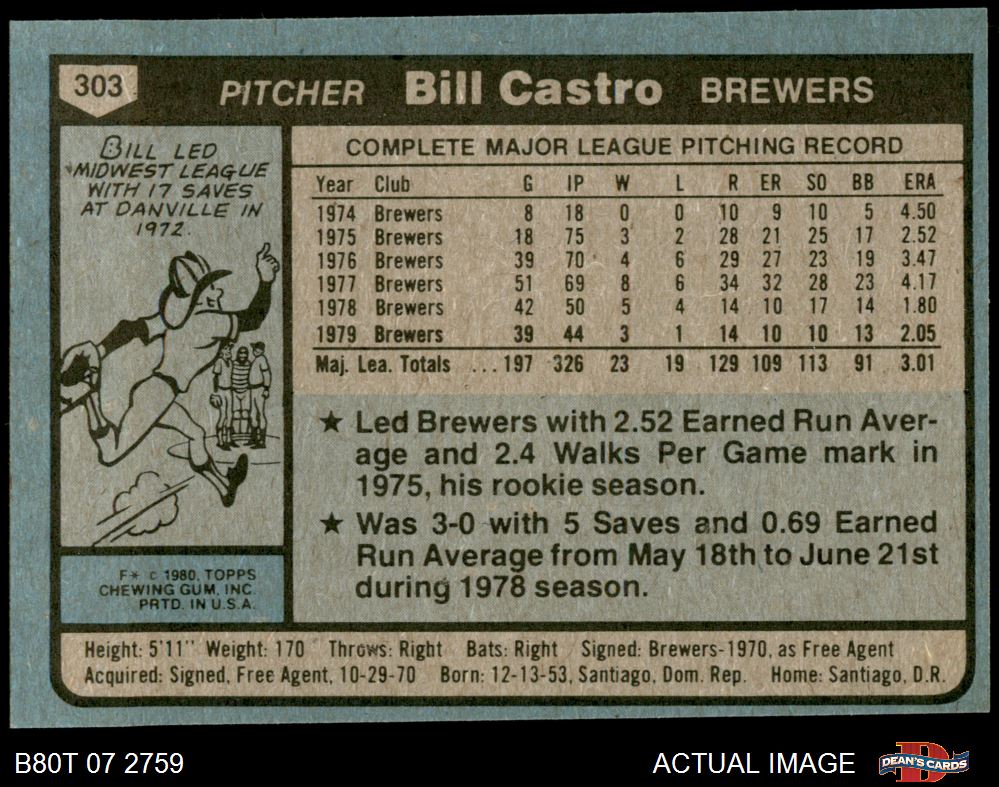 303 PITCHER Bill Castro BREWERS
BILL LED
MIDWEST LEAGUE
WITH 17 SAVES
AT DANVILLE IN
1972.
COMPLETE MAJOR LEAGUE PITCHING RECORD
Year Club G IP W L R ER SO BB ERA
1974 Brewers 8 18 0 0 10 9 10 5 4.50
1975 Brewers 18 75 3 2 28 21 25 17 2.52
1976 Brewers 39 70 4 6 29 27 23 19 3.47
1977 Brewers 51 69 8 6 34 32 28 23 4.17
1978 Brewers 42 50 5 4 14 10 17 14 1.80
1979 Brewers 39 44 3 1 14 10 10 13 2.05
Maj. Lea. Totals ...197 326 23 19 129 109 113 91 3.01
★ Led Brewers with 2.52 Earned Run Aver-
age and 2.4 Walks Per Game mark in
1975, his rookie season.
★ Was 3-0 with 5 Saves and 0.69 Earned
Run Average from May 18th to June 21st
during 1978 season.
F* © 1980, TOPPS
CHEWING GUM, INC.
PRTD. IN U.S.A.
Height: 5'11" Weight: 170 Throws: Right Bats: Right Signed: Brewers-1970, as Free Agent
Acquired: Signed, Free Agent, 10-29-70 Born: 12-13-53, Santiago, Dom. Rep. Home: Santiago, D.R.
B80T 07 2759 ACTUAL IMAGE D DEAN'S CARDS